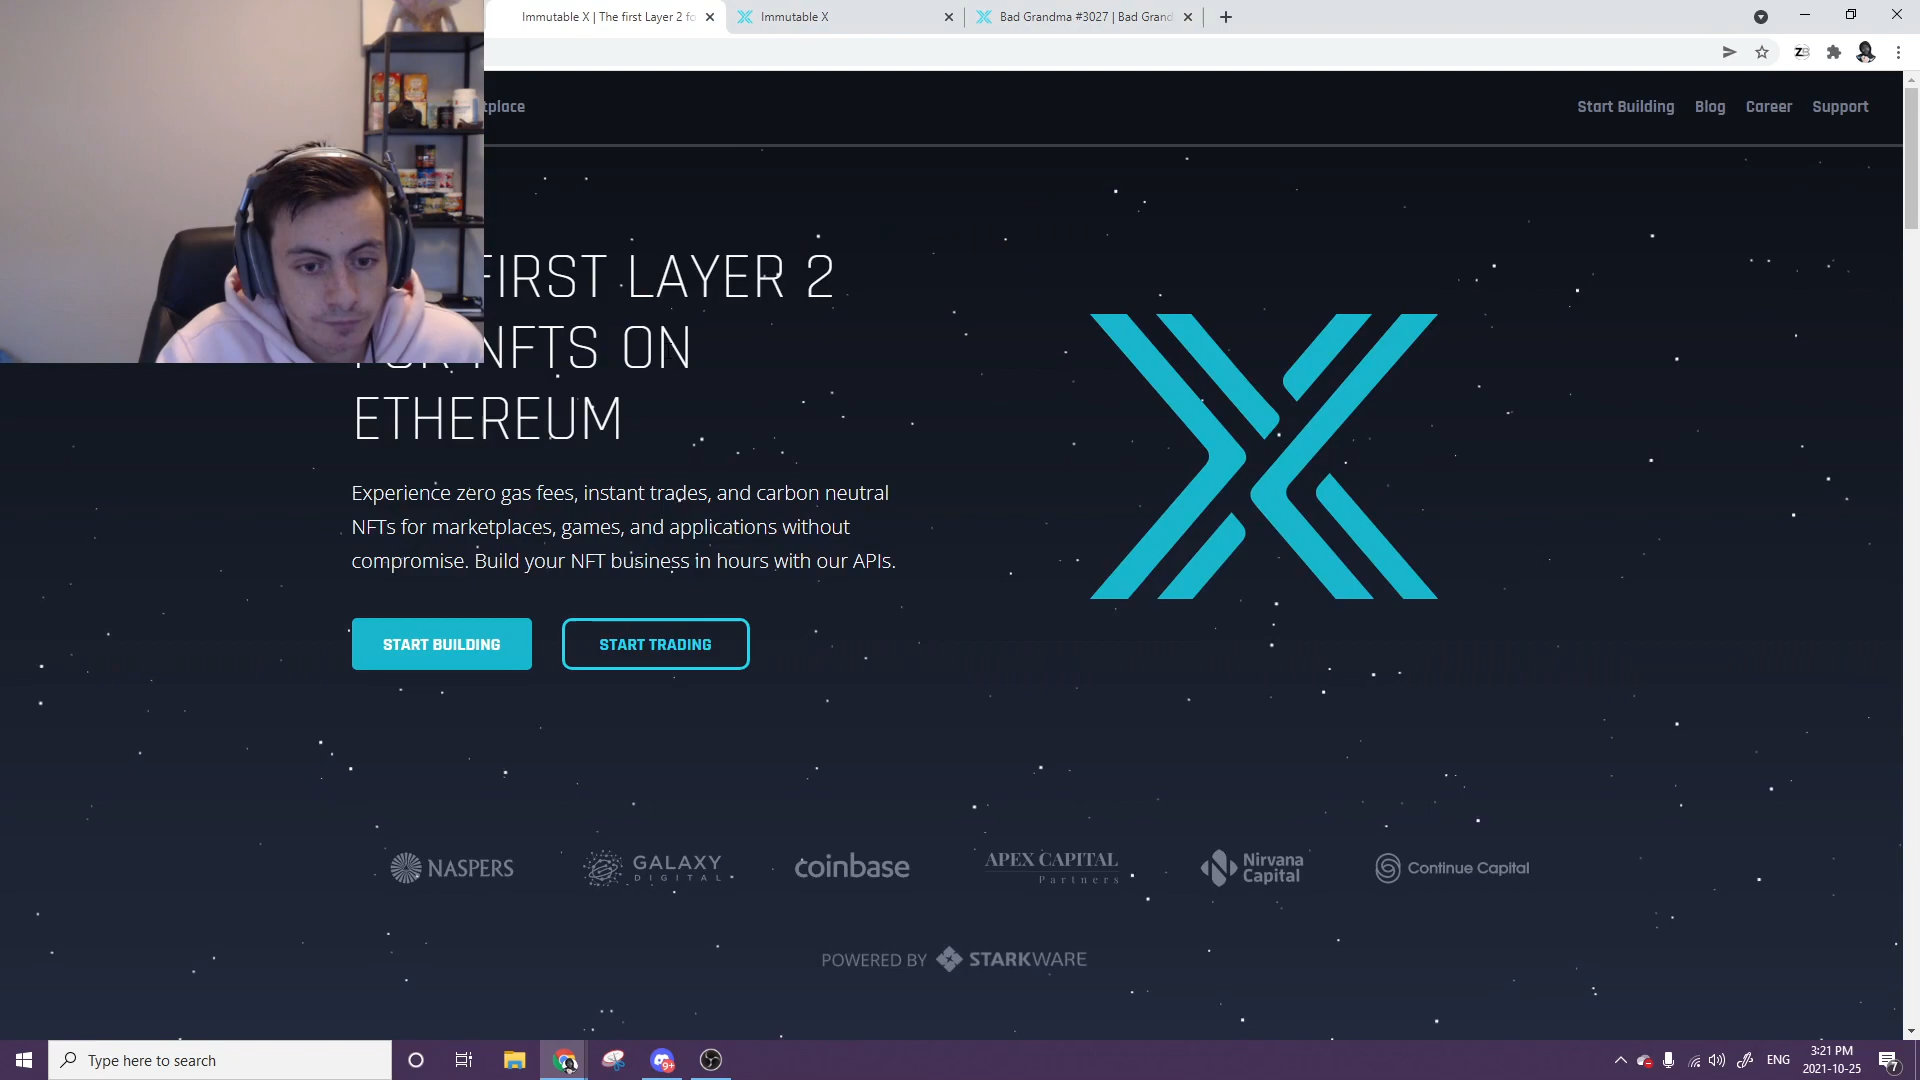 Immutable X | The first Layer 2 fo
Immutable X
Bad Grandma #3027 | Bad Grand
tplace
Start Building
Blog
Career
Support
FIRST LAYER 2
FOR NFTS ON
ETHEREUM
Experience zero gas fees, instant trades, and carbon neutral
NFTs for marketplaces, games, and applications without
compromise. Build your NFT business in hours with our APIs.
START BUILDING
START TRADING
NASPERS
GALAXY
DIGITAL
coinbase
APEX CAPITAL
Partners
Nirvana
Capital
Continue Capital
POWERED BY STARKWARE
Type here to search
9+
ENG
3:21 PM
2021-10-25
7